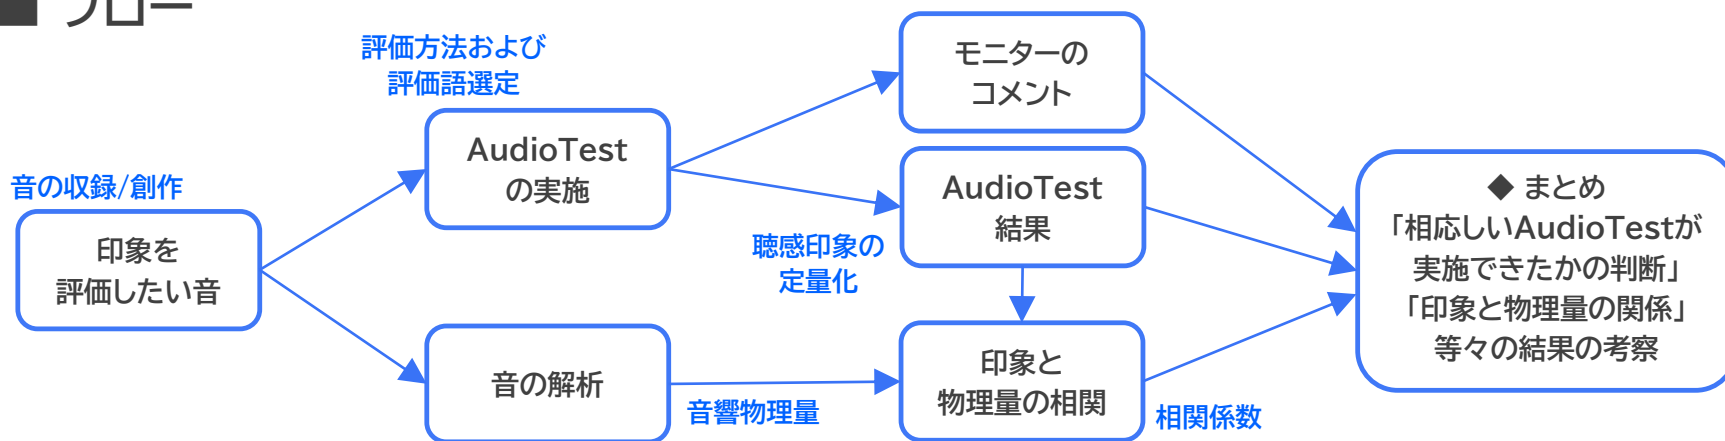 ■ フロー
評価方法および
評価語選定
モニターの
コメント
AudioTest
の実施
音の収録/創作
印象を
評価したい音
AudioTest
結果
聴感印象の
定量化
音の解析
音響物理量
印象と
物理量の相関
相関係数
◆ まとめ
「相応しいAudioTestが
実施できたかの判断」
「印象と物理量の関係」
等々の結果の考察